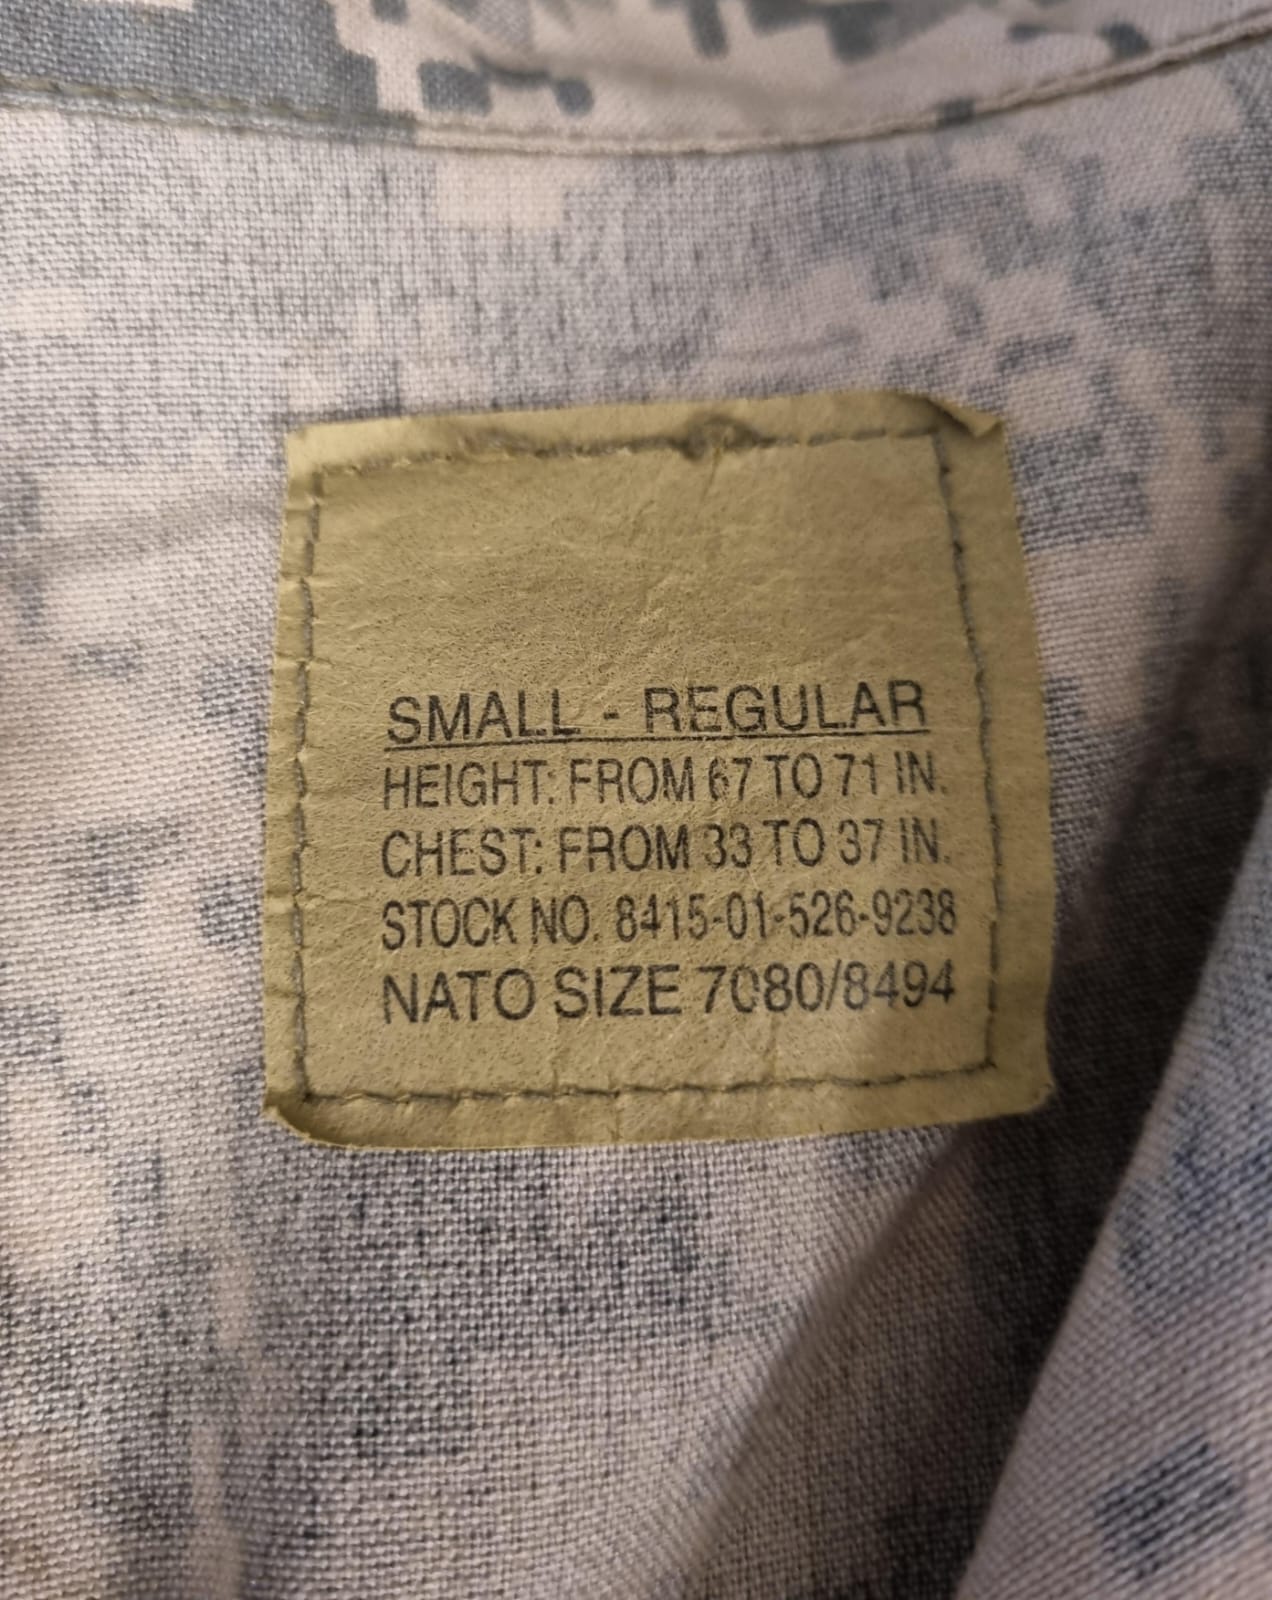 SMALL - REGULAR
HEIGHT: FROM 67 TO 71 IN.
CHEST: FROM 33 TO 37 IN.
STOCK NO. 8415-01-526-9238
NATO SIZE 7080/8494